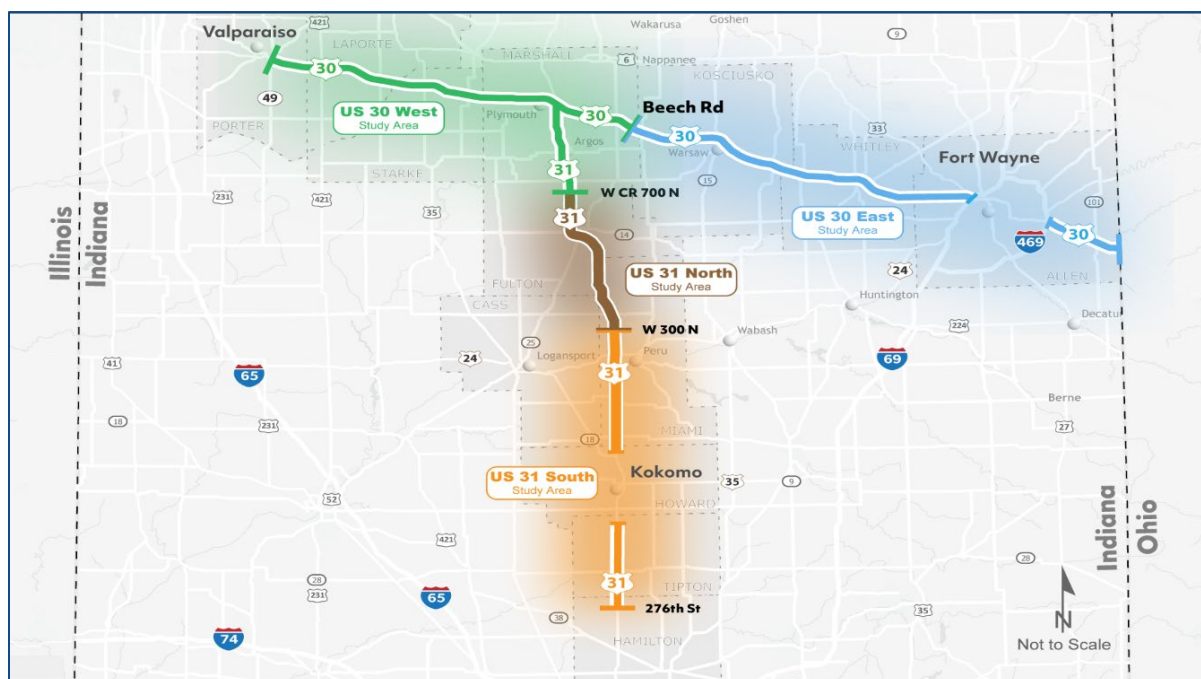 Wakarusa
Goshen
421
9
Valparaiso
LAPORTE
MARSHALL
6
Nappanee
30
KOSCIUSKO
49
US 30 West
Study Area
Plymouth
30
Beech Rd
PORTER
Argos
30
33
Warsaw
WHITLEY
Fort Wayne
STARKE
31
15
231
421
35
W CR 700 N
101
31
US 30 East
Study Area
30
14
469
Illinois
Indiana
US 31 North
Study Area
24
ALLEN
FULTON
CASS
Huntington
W 300 N
Wabash
224
Decatu
25
24
Logansport
Peru
41
65
31
69
Berne
18
231
MIAMI
27
18
US 31 South
Study Area
Kokomo
35
9
52
HOWARD
Indiana
Ohio
421
28
31
TIPTON
28
231
65
276th St
35
38
N
74
HAMILTON
Not to Scale